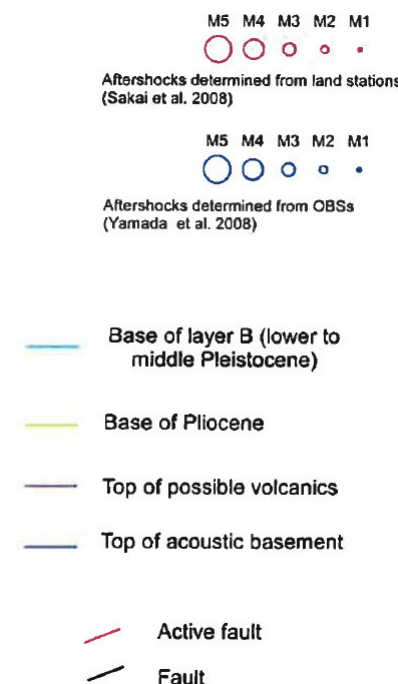 M5 M4 M3 M2 M1
Aftershocks determined from land stations
(Sakai et al. 2008)
M5 M4 M3 M2 M1
Aftershocks determined from OBSs
(Yamada et al. 2008)
Base of layer B (lower to
middle Pleistocene)
Base of Pliocene
Top of possible volcanics
Top of acoustic basement
Active fault
Fault